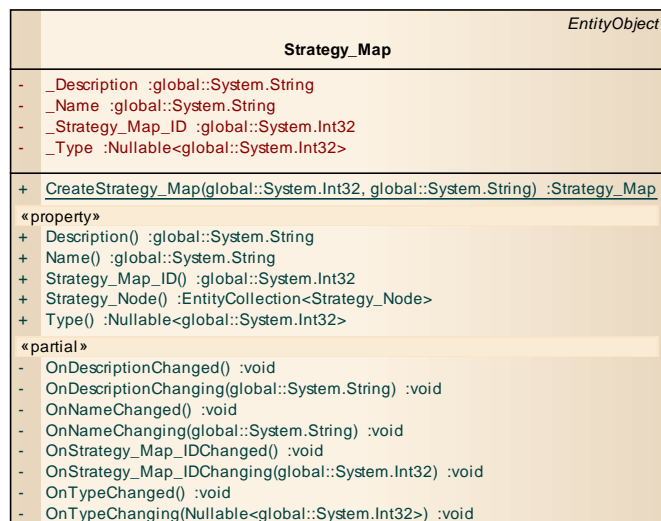 EntityObject
Strategy_Map
- _Description :global::System.String
- _Name :global::System.String
- _Strategy_Map_ID :global::System.Int32
- _Type :Nullable<global::System.Int32>
+ CreateStrategy_Map(global::System.Int32, global::System.String) :Strategy_Map
«property»
+ Description() :global::System.String
+ Name() :global::System.String
+ Strategy_Map_ID() :global::System.Int32
+ Strategy_Node() :EntityCollection<Strategy_Node>
+ Type() :Nullable<global::System.Int32>
«partial»
- OnDescriptionChanged() :void
- OnDescriptionChanging(global::System.String) :void
- OnNameChanged() :void
- OnNameChanging(global::System.String) :void
- OnStrategy_Map_IDChanged() :void
- OnStrategy_Map_IDChanging(global::System.Int32) :void
- OnTypeChanged() :void
- OnTypeChanging(Nullable<global::System.Int32>) :void